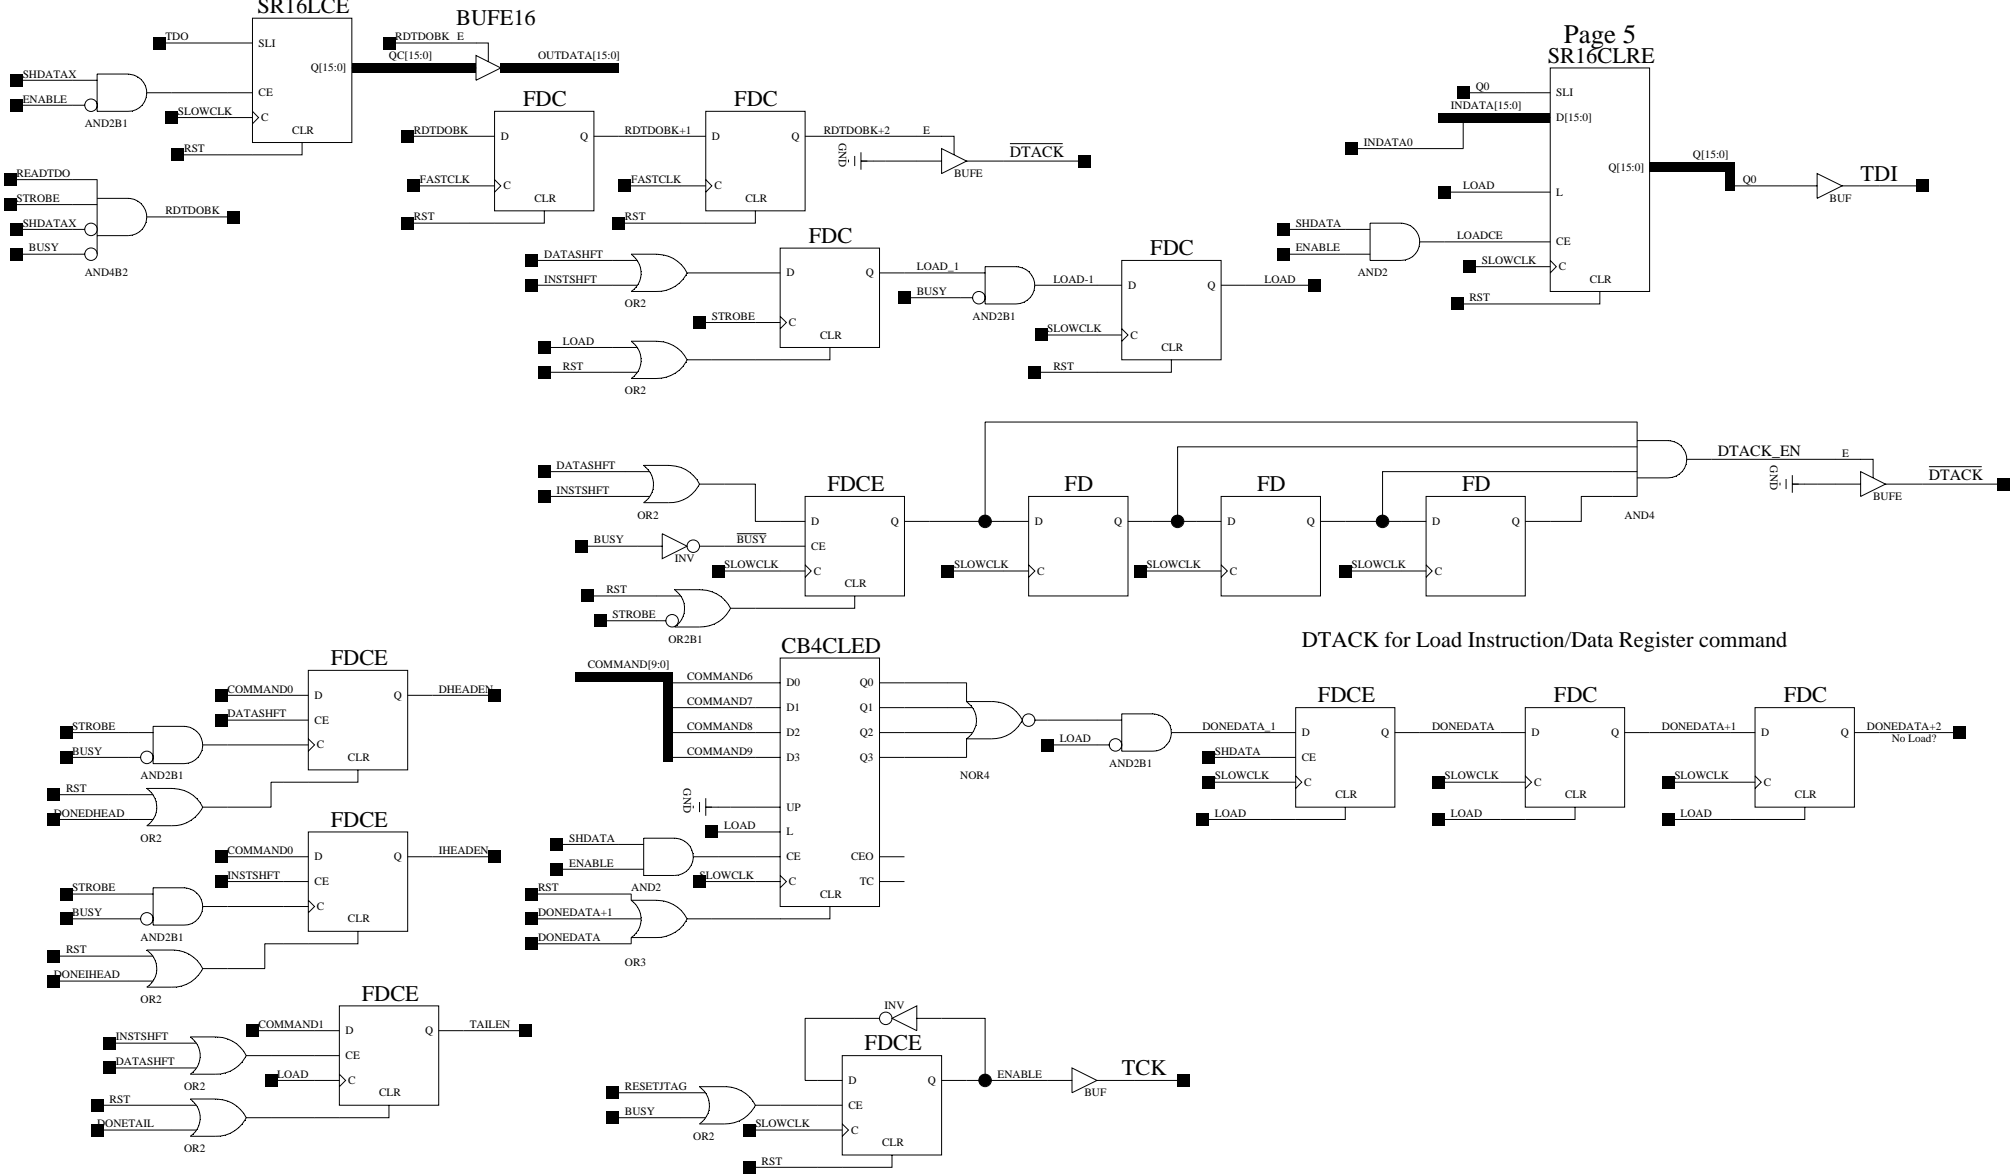 SR16LCE
TDO
SLI
Q[15:0]
SHDATAX
ENABLE
AND2B1
CE
SLOWCLK
C
CLR
RST
BUFE16
RDTDOBK E
QC[15:0]
OUTDATA[15:0]
Page 5
SR16CLRE
Q0
SLI
INDATA[15:0]
D[15:0]
INDATA0
Q[15:0]
Q[15:0]
Q0
TDI
BUF
LOAD
L
SHDATA
ENABLE
AND2
LOADCE
CE
SLOWCLK
C
CLR
RST
READTDO
STROBE
SHDATAX
BUSY
AND4B2
RDTDOBK
FDC
RDTDOBK
D
Q
FASTCLK
C
CLR
RST
RDTDOBK+1
FDC
D
Q
FASTCLK
C
CLR
RST
RDTDOBK+2
E
GND
BUFE
DTACK
DATASHFT
INSTSHFT
OR2
FDC
D
Q
STROBE
C
CLR
LOAD
RST
OR2
LOAD_1
BUSY
AND2B1
LOAD-1
FDC
D
Q
LOAD
SLOWCLK
C
CLR
RST
DATASHFT
INSTSHFT
OR2
FDCE
D
Q
BUSY
INV
BUSY
CE
SLOWCLK
C
CLR
RST
STROBE
OR2B1
FD
D
Q
SLOWCLK
C
FD
D
Q
SLOWCLK
C
FD
D
Q
SLOWCLK
C
AND4
DTACK_EN
E
GND
BUFE
DTACK
DTACK for Load Instruction/Data Register command
FDCE
COMMAND0
D
Q
DHEADEN
DATASHFT
CE
STROBE
BUSY
AND2B1
C
CLR
RST
DONEDHEAD
OR2
FDCE
COMMAND0
D
Q
IHEADEN
INSTSHFT
CE
STROBE
BUSY
AND2B1
C
CLR
RST
DONEIHEAD
OR2
FDCE
COMMAND1
D
Q
TAILEN
INSTSHFT
DATASHFT
OR2
CE
LOAD
C
CLR
RST
DONETAIL
OR2
CB4CLED
COMMAND[9:0]
COMMAND6
D0
Q0
COMMAND7
D1
Q1
COMMAND8
D2
Q2
COMMAND9
D3
Q3
GND
UP
LOAD
L
SHDATA
ENABLE
AND2
CE
CEO
SLOWCLK
C
TC
CLR
RST
DONEDATA+1
DONEDATA
OR3
NOR4
LOAD
AND2B1
DONEDATA_1
FDCE
D
Q
SHDATA
CE
SLOWCLK
C
CLR
LOAD
DONEDATA
FDC
D
Q
SLOWCLK
C
CLR
LOAD
DONEDATA+1
FDC
D
Q
SLOWCLK
C
CLR
LOAD
DONEDATA+2
No Load?
INV
FDCE
D
Q
ENABLE
BUF
TCK
RESETJTAG
BUSY
OR2
CE
SLOWCLK
C
CLR
RST